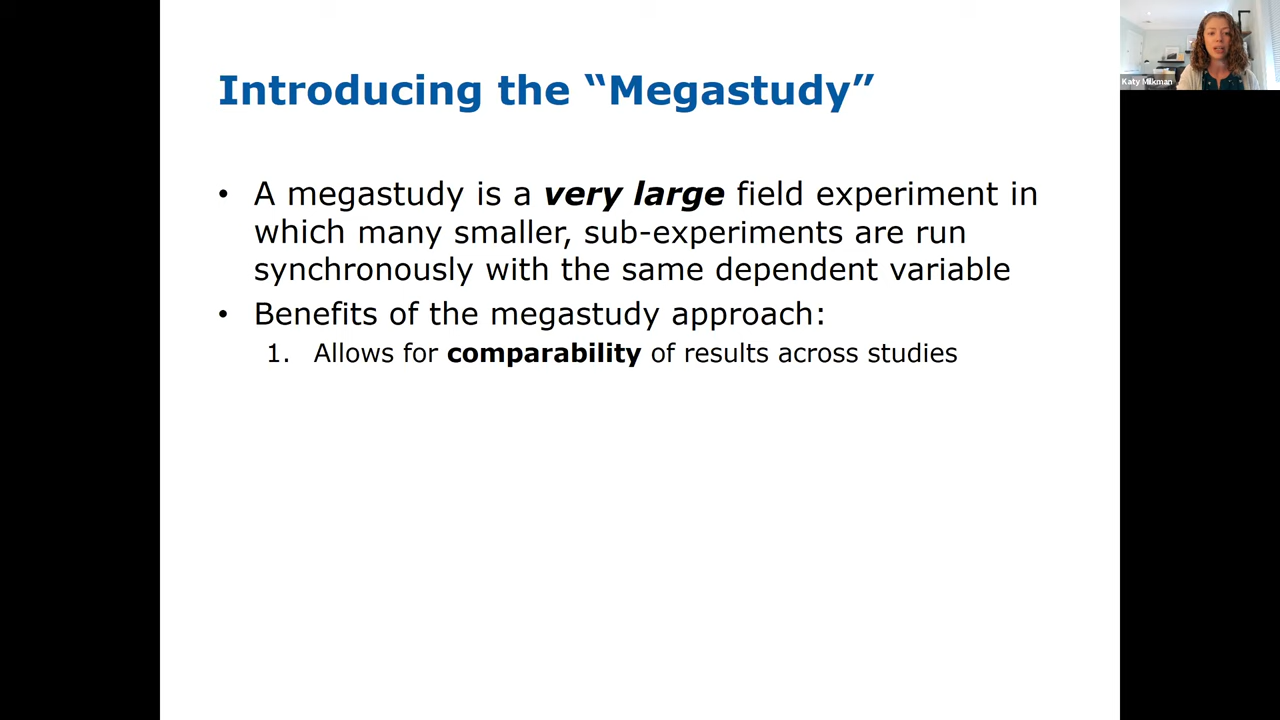 Introducing the “Megastudy”
• A megastudy is a very large field experiment in
which many smaller, sub-experiments are run
synchronously with the same dependent variable
• Benefits of the megastudy approach:
1. Allows for comparability of results across studies
Katy Milkman